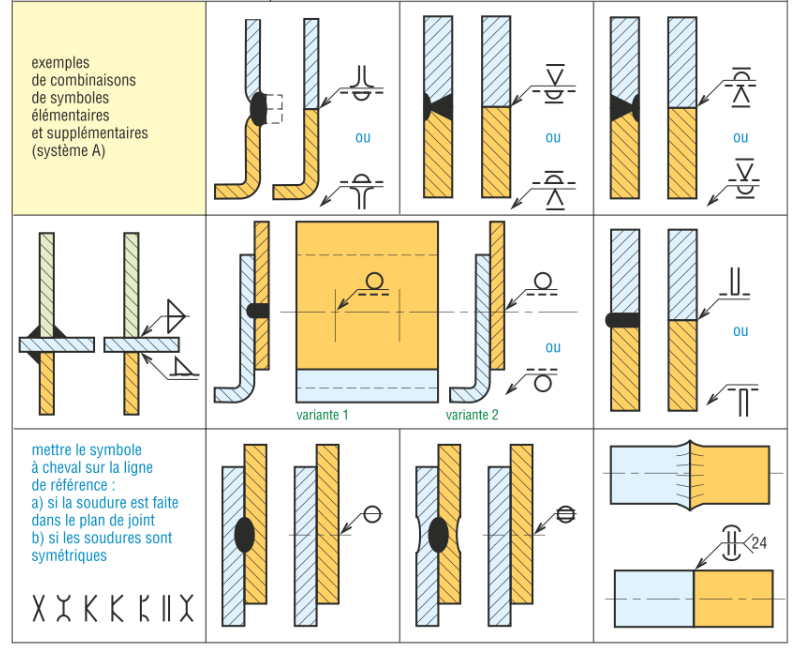 exemples
de combinaisons
de symboles
élémentaires
et supplémentaires
(système A)
ou
ou
ou
variante 1
variante 2
ou
ou
mettre le symbole
à cheval sur la ligne
de référence :
a) si la soudure est faite
dans le plan de joint
b) si les soudures sont
symétriques
24